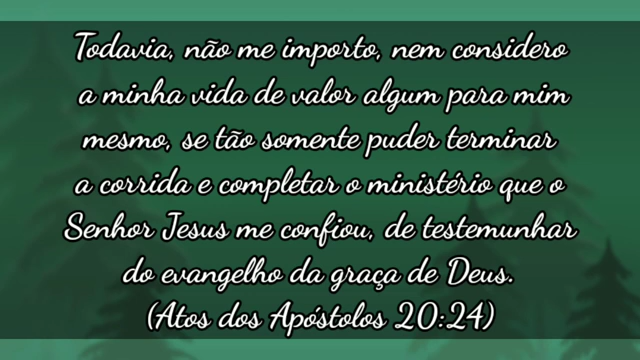 Todavia, não me importo, nem considero
a minha vida de valor algum para mim
mesmo, se tão somente puder terminar
a corrida e completar o ministério que o
Senhor Jesus me confiou, de testemunhar
do evangelho da graça de Deus.
(Atos dos Apóstolos 20:24)